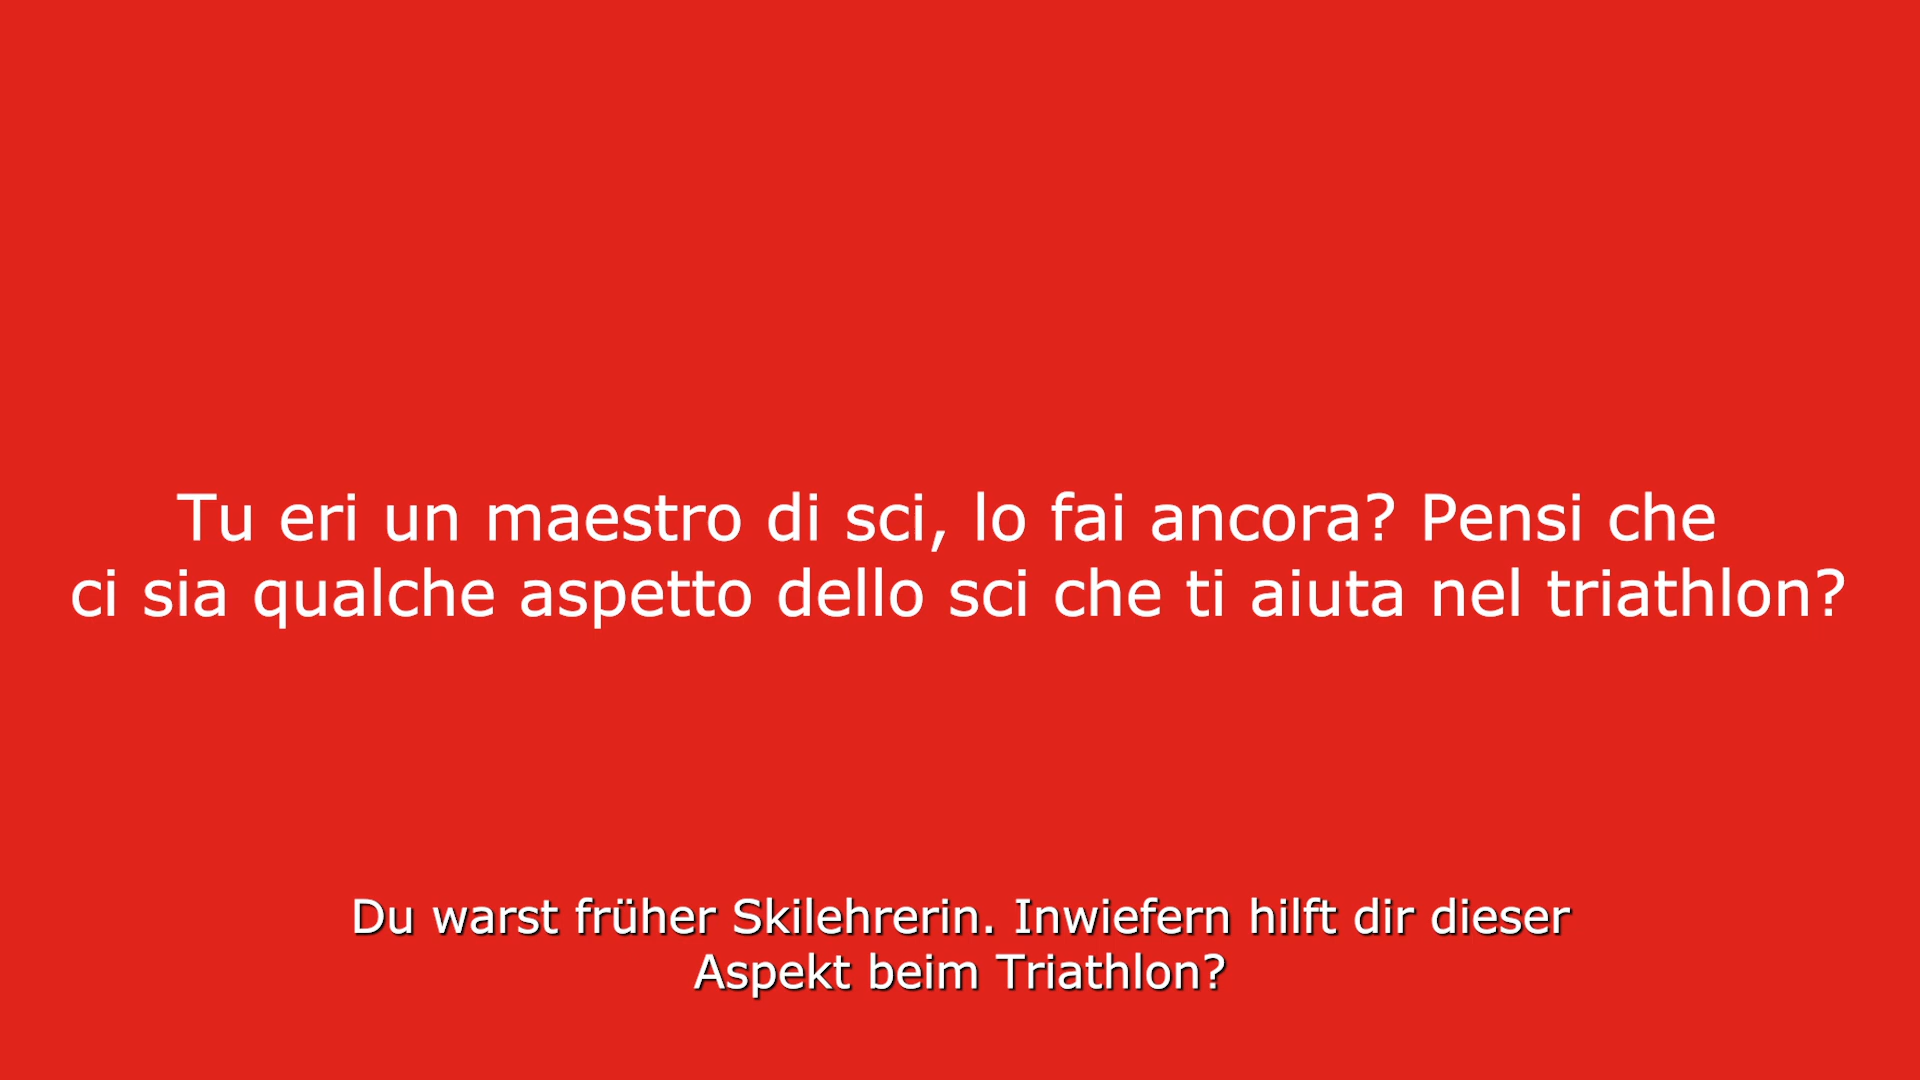 Tu eri un maestro di sci, lo fai ancora? Pensi che
ci sia qualche aspetto dello sci che ti aiuta nel triathlon?
Du warst früher Skilehrerin. Inwiefern hilft dir dieser
Aspekt beim Triathlon?